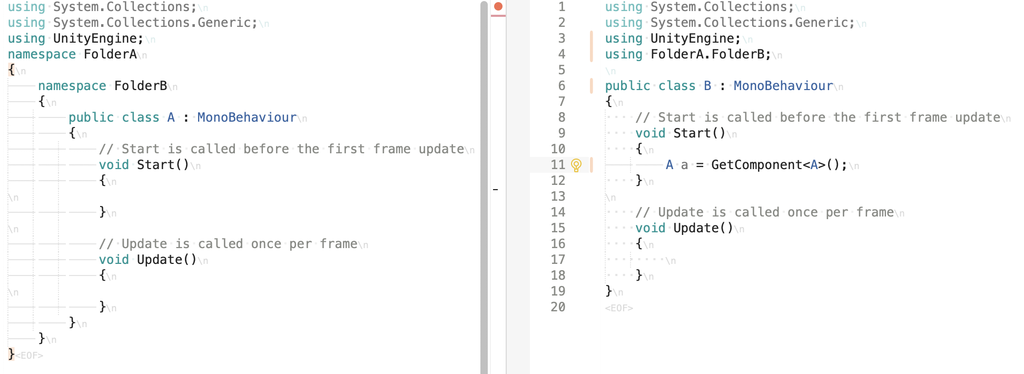 using System.Collections;\n
using System.Collections.Generic;\n
using UnityEngine;\n
namespace FolderA\n
{\n
namespace FolderB\n
{\n
public class A : MonoBehaviour\n
{\n
// Start is called before the first frame update\n
void Start()\n
{\n
\n
}\n
\n
// Update is called once per frame\n
void Update()\n
{\n
\n
}\n
}\n
}\n
}<EOF>
1 using System.Collections;\n
2 using System.Collections.Generic;\n
3 using UnityEngine;\n
4 using FolderA.FolderB;\n
5 \n
6 public class B : MonoBehaviour\n
7 {\n
8 // Start is called before the first frame update\n
9 void Start()\n
10 {\n
11 A a = GetComponent<A>();\n
12 }\n
13 \n
14 // Update is called once per frame\n
15 void Update()\n
16 {\n
17 \n
18 }\n
19 }\n
20 <EOF>